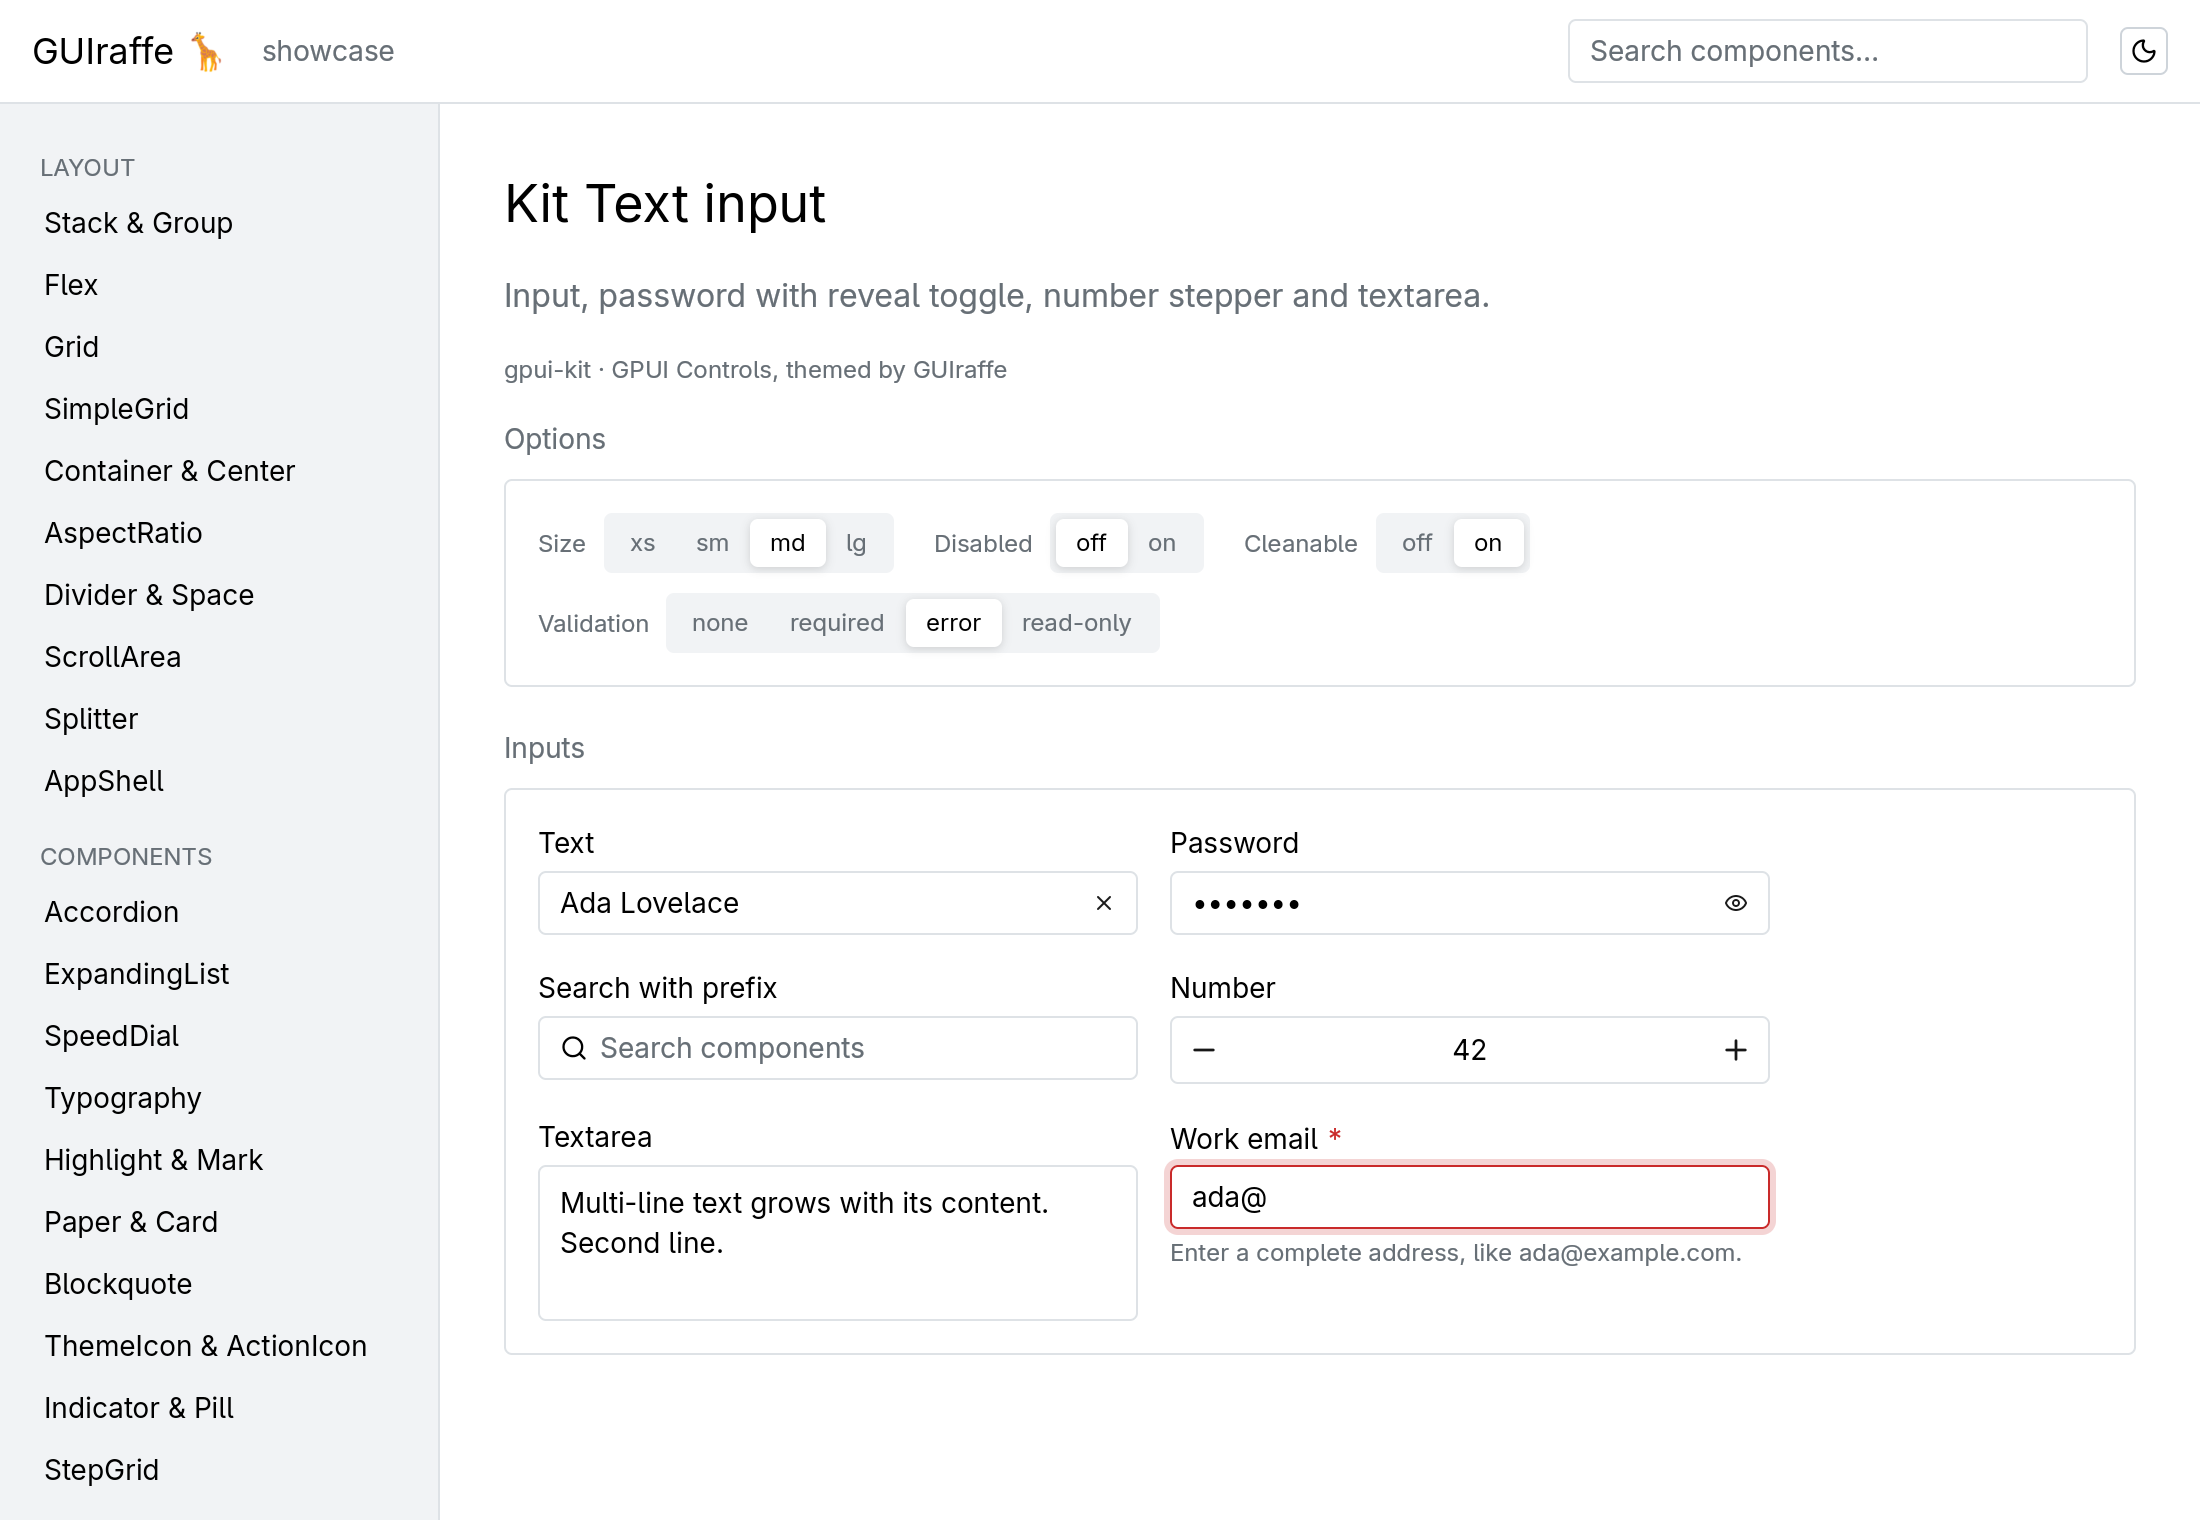 GUIraffe 🦒 showcase
Search components...
LAYOUT
Stack & Group
Flex
Grid
SimpleGrid
Container & Center
AspectRatio
Divider & Space
ScrollArea
Splitter
AppShell
COMPONENTS
Accordion
ExpandingList
SpeedDial
Typography
Highlight & Mark
Paper & Card
Blockquote
ThemeIcon & ActionIcon
Indicator & Pill
StepGrid
Kit Text input
Input, password with reveal toggle, number stepper and textarea.
gpui-kit · GPUI Controls, themed by GUIraffe
Options
Size xs sm md lg Disabled off on Cleanable off on
Validation none required error read-only
Inputs
Text
Ada Lovelace
Password
•••••••
Search with prefix
Search components
Number
42
Textarea
Multi-line text grows with its content.
Second line.
Work email *
ada@
Enter a complete address, like ada@example.com.